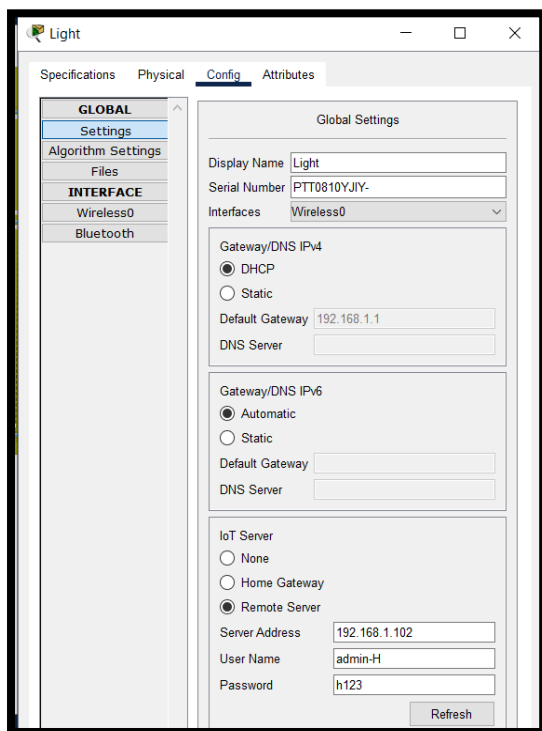 Light
Specifications Physical Config Attributes
GLOBAL
Settings
Algorithm Settings
Files
INTERFACE
Wireless0
Bluetooth
Global Settings
Display Name Light
Serial Number PTT0810YJIY-
Interfaces Wireless0
Gateway/DNS IPv4
DHCP
Static
Default Gateway 192.168.1.1
DNS Server
Gateway/DNS IPv6
Automatic
Static
Default Gateway
DNS Server
IoT Server
None
Home Gateway
Remote Server
Server Address 192.168.1.102
User Name admin-H
Password h123
Refresh